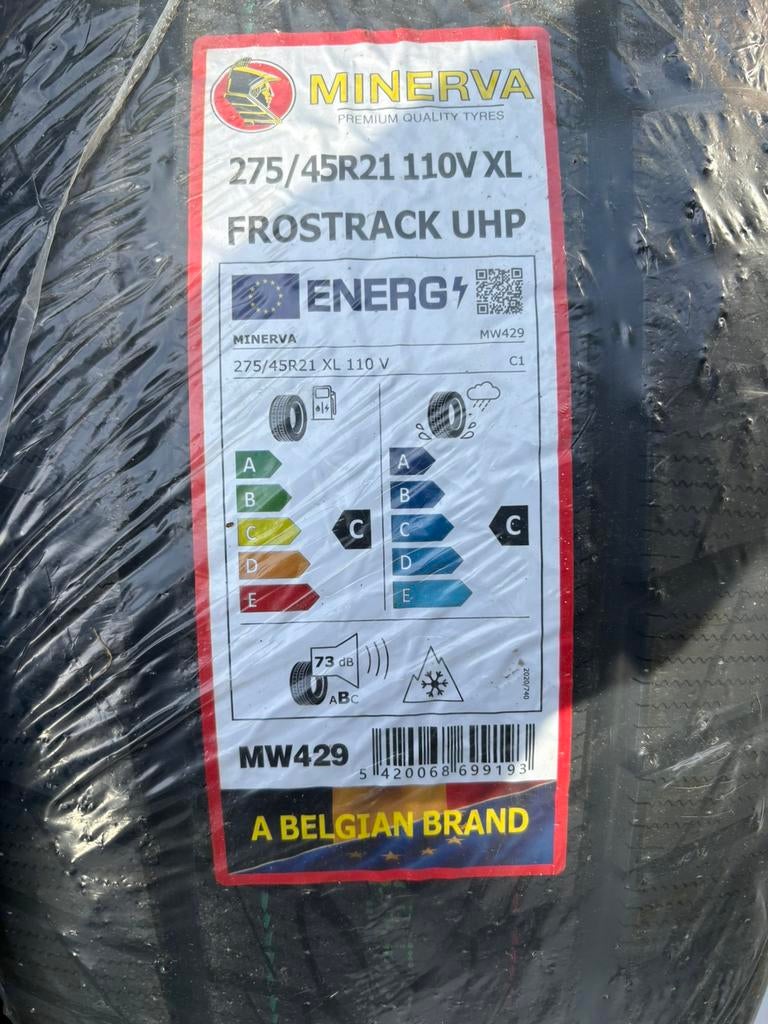 MINERVA
PREMIUM QUALITY TYRES
275/45R21 110V XL
FROSTRACK UHP
ENERG
MINERVA MW429
275/45R21 XL 110 V C1
A A
B B
C C C C
D D
E E
73 dB
ABC
2020/740
MW429
5 420068 699193
A BELGIAN BRAND